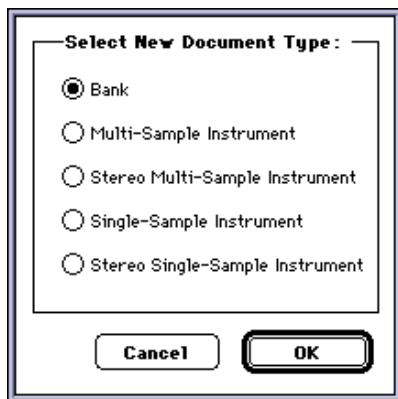 Select New Document Type:
Bank
Multi-Sample Instrument
Stereo Multi-Sample Instrument
Single-Sample Instrument
Stereo Single-Sample Instrument
Cancel OK